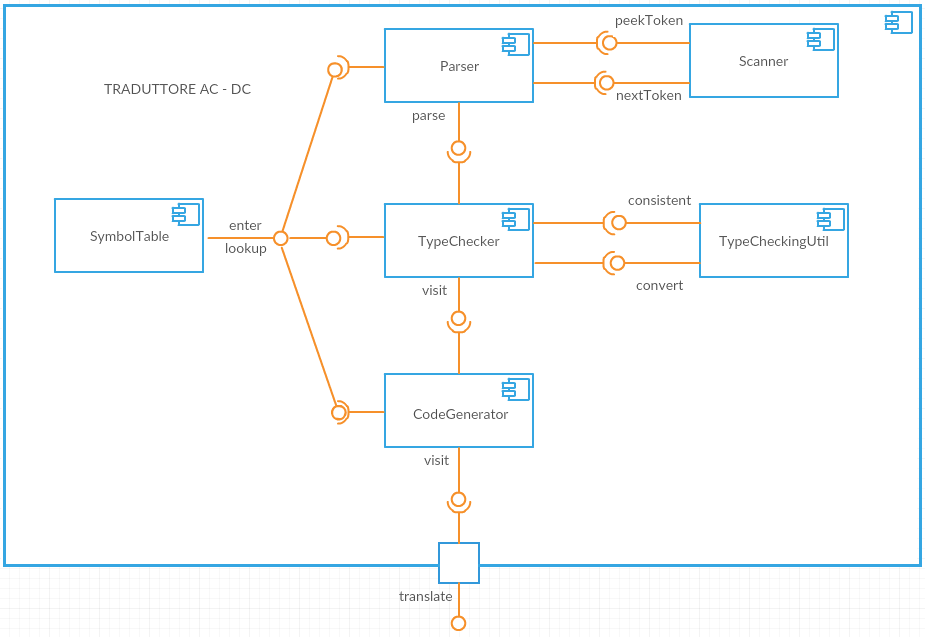 peekToken
Parser
Scanner
TRADUTTORE AC - DC
nextToken
parse
consistent
enter
SymbolTable
lookup
TypeChecker
TypeCheckingUtil
visit
convert
CodeGenerator
visit
translate